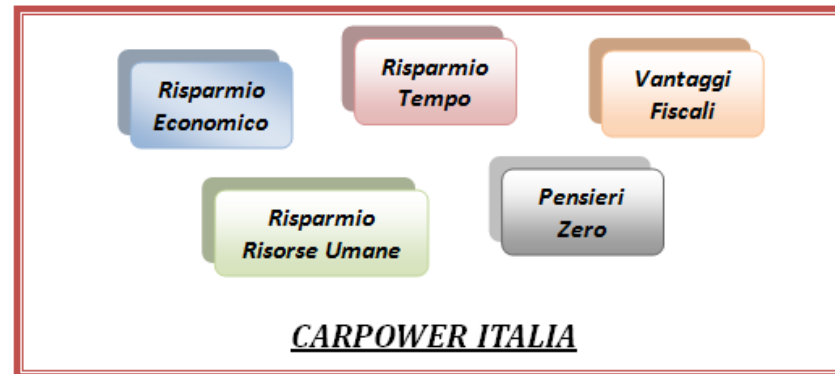 Risparmio
Economico
Risparmio
Tempo
Vantaggi
Fiscali
Risparmio
Risorse Umane
Pensieri
Zero
CARPOWER ITALIA